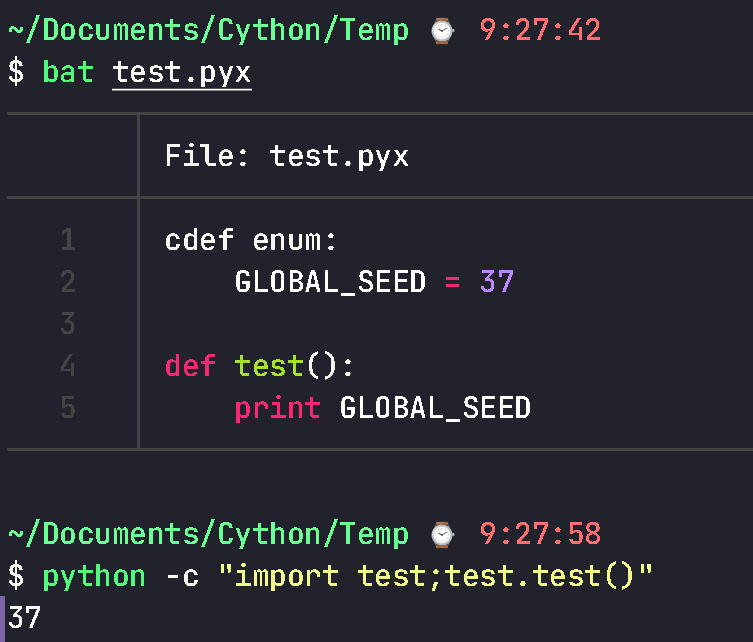 ~/Documents/Cython/Temp ⌚ 9:27:42
$ bat test.pyx
File: test.pyx
1 cdef enum:
2     GLOBAL_SEED = 37
3
4 def test():
5     print GLOBAL_SEED
~/Documents/Cython/Temp ⌚ 9:27:58
$ python -c "import test;test.test()"
37